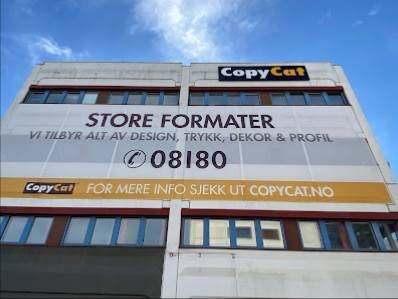 CopyCat
STORE FORMATER
VI TILBYR ALT AV DESIGN, TRYKK, DEKOR & PROFIL
✆ 08180
CopyCat FOR MERE INFO SJEKK UT COPYCAT.NO